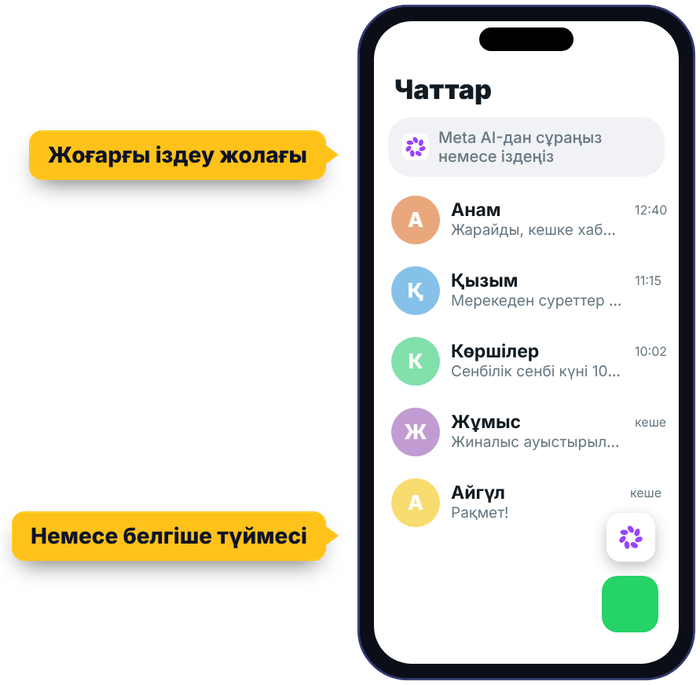 Чаттар
Жоғарғы іздеу жолағы
Meta AI-дан сұраңыз
немесе іздеңіз
А
Анам
12:40
Жарайды, кешке хаб...
Қ
Қызым
11:15
Мерекеден суреттер ...
К
Көршілер
10:02
Сенбілік сенбі күні 10...
Ж
Жұмыс
кеше
Жиналыс ауыстырыл...
А
Айгүл
кеше
Рақмет!
Немесе белгіше түймесі